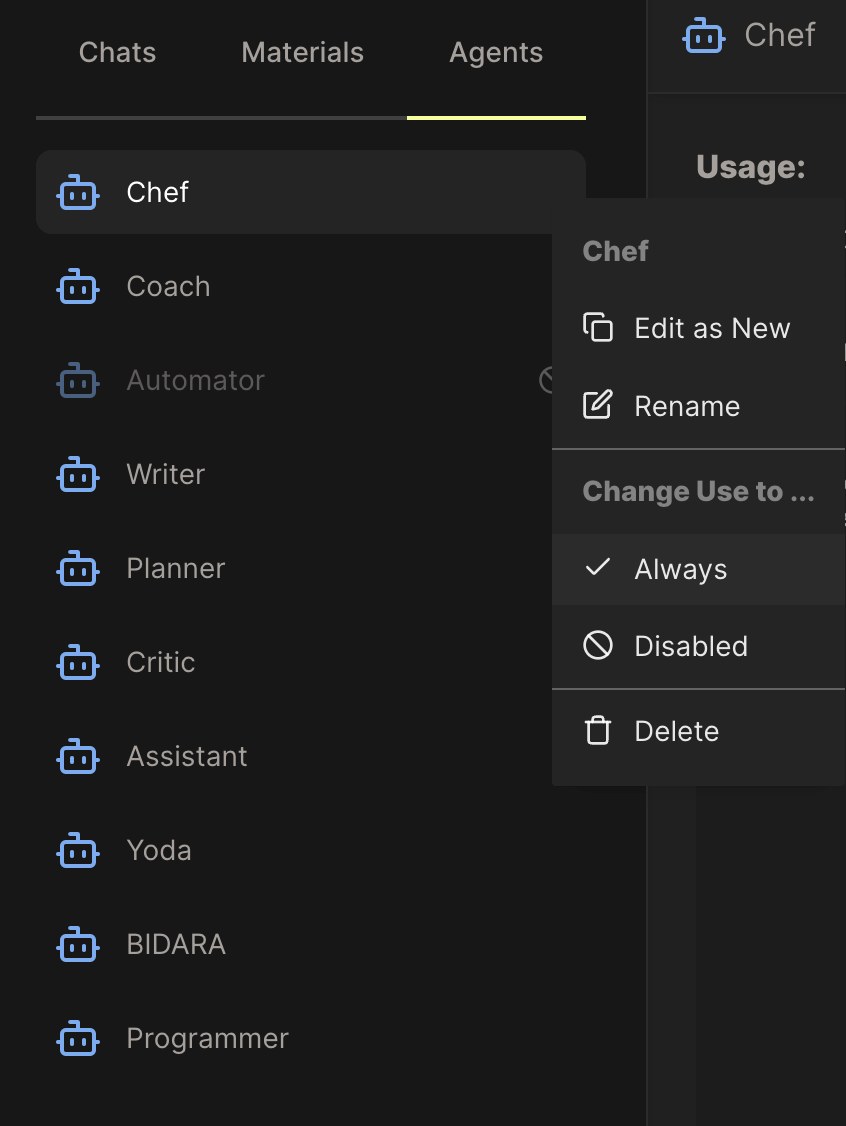 Chats Materials Agents
Chef
Usage:
Chef
Coach
Automator
Writer
Planner
Critic
Assistant
Yoda
BIDARA
Programmer
Chef
Edit as New
Rename
Change Use to ...
Always
Disabled
Delete